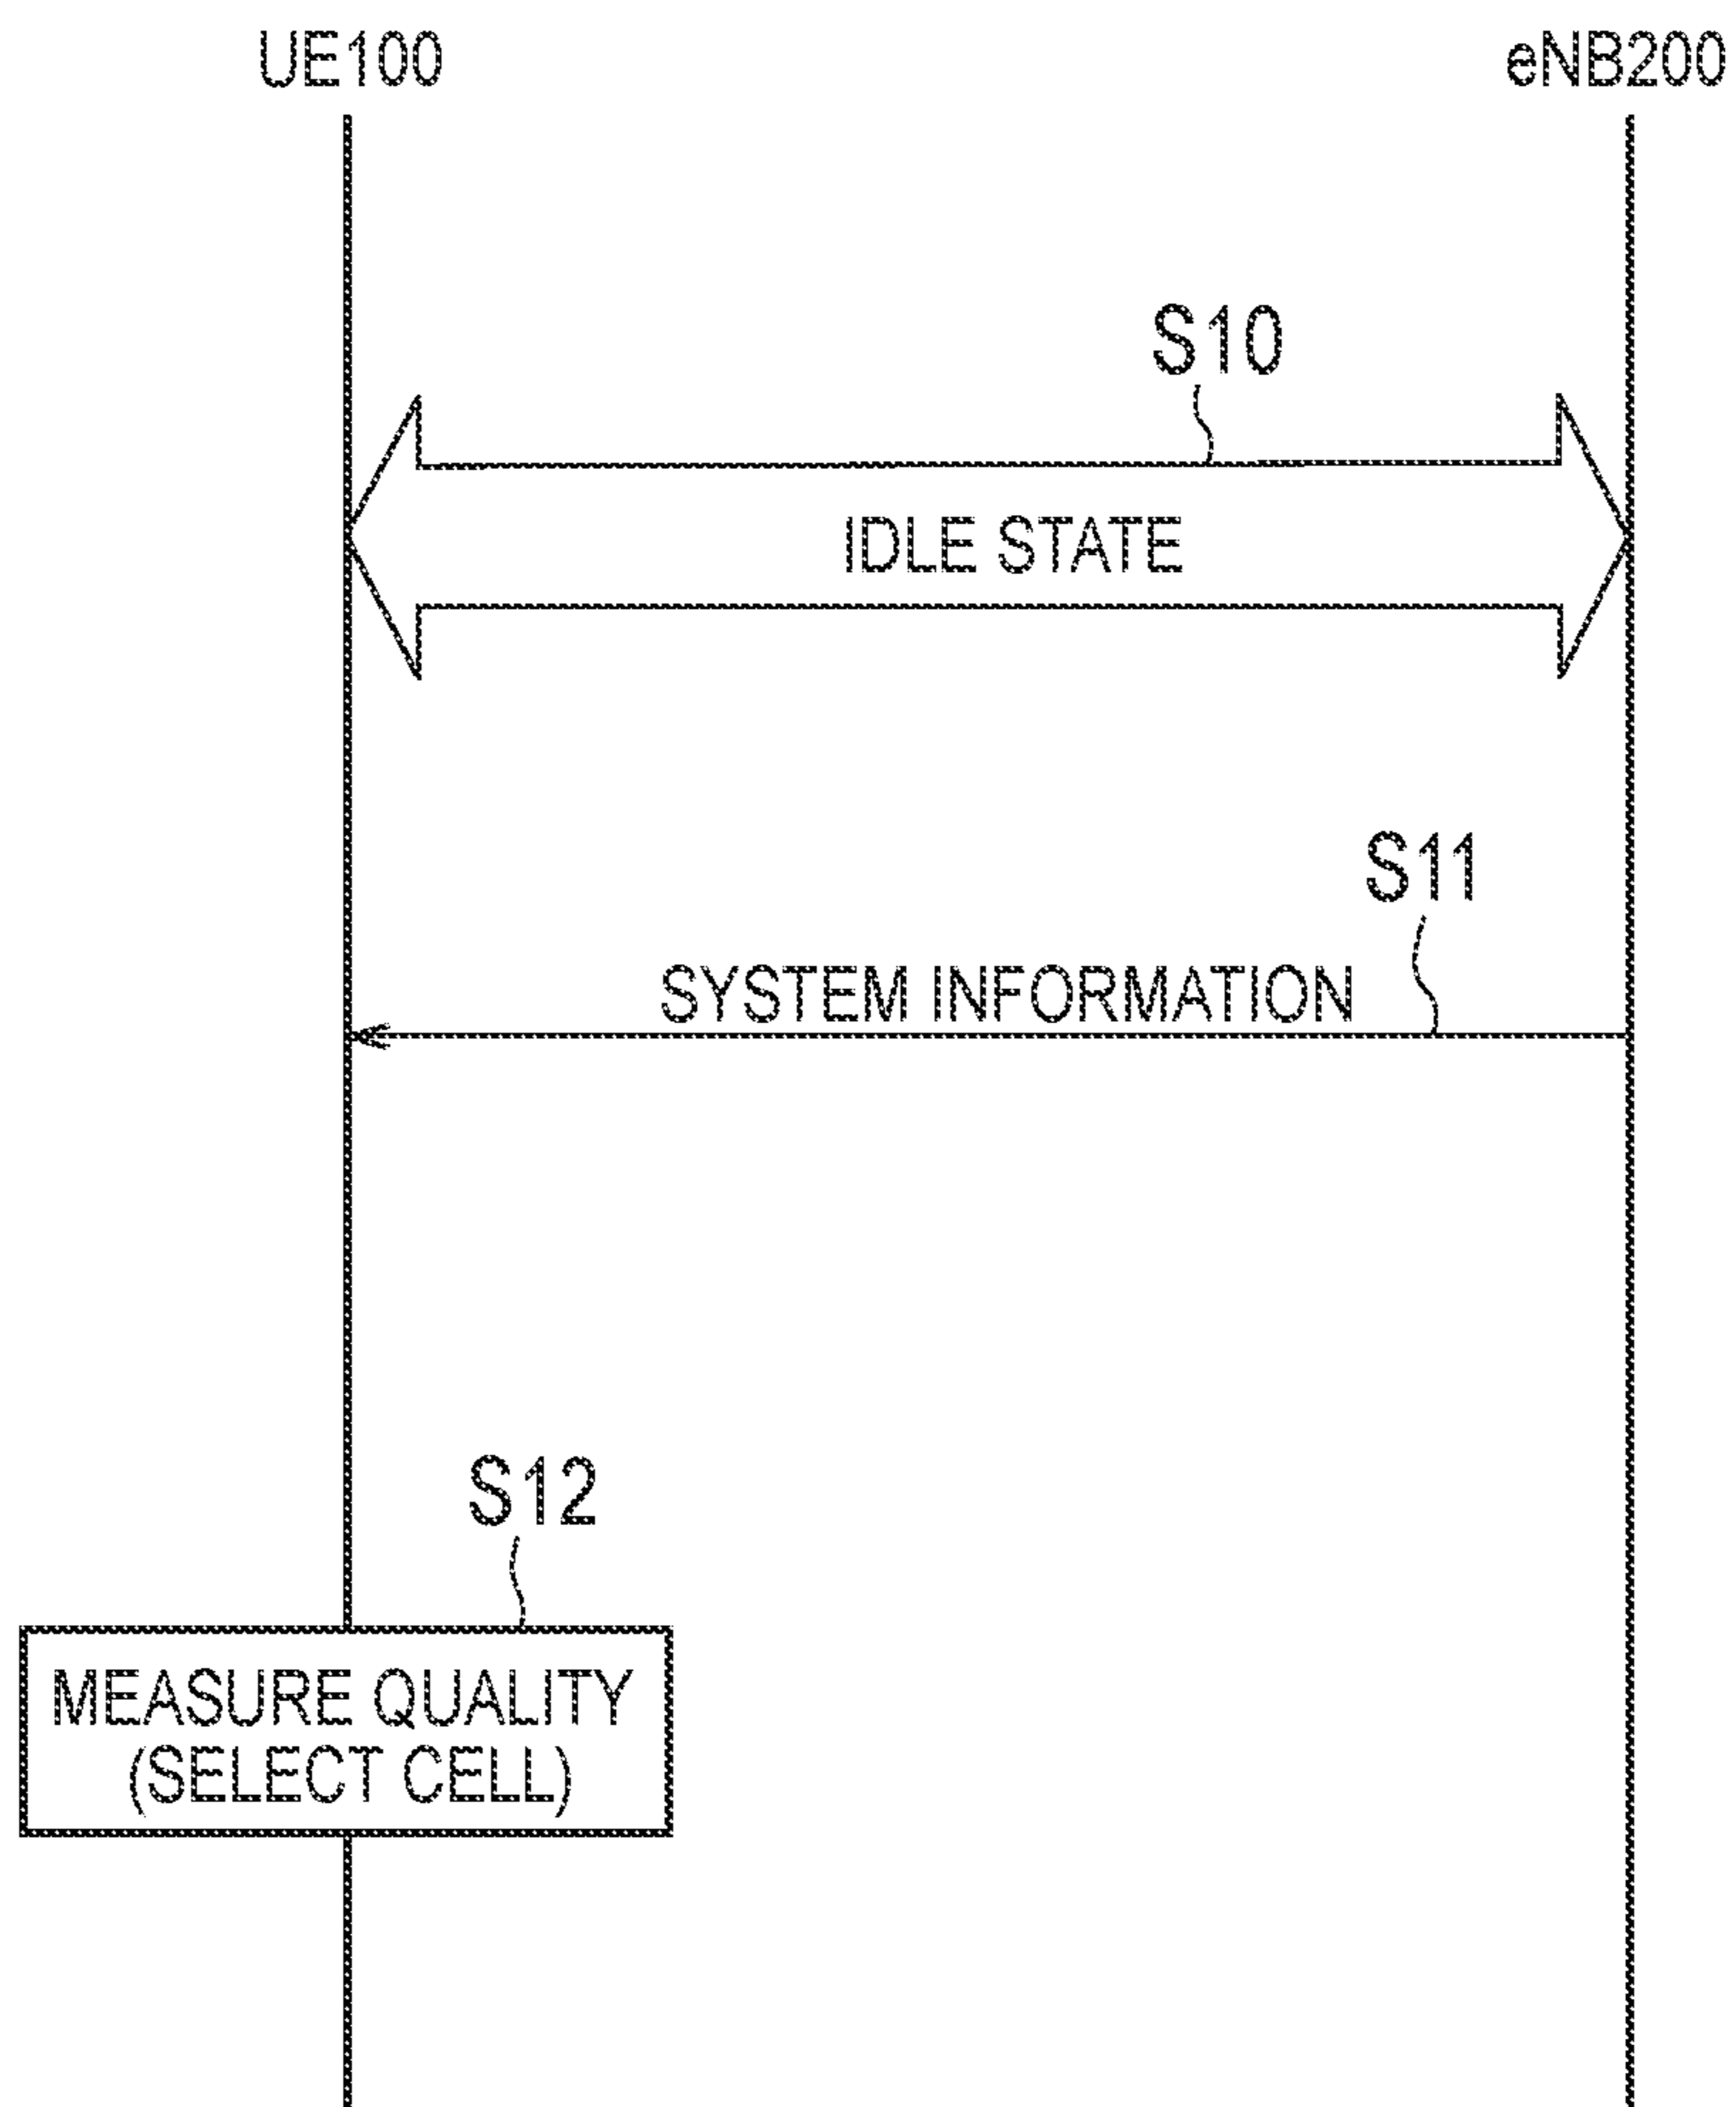 UE100
eNB200
S10
IDLE STATE
S11
SYSTEM INFORMATION
S12
MEASURE QUALITY
(SELECT CELL)